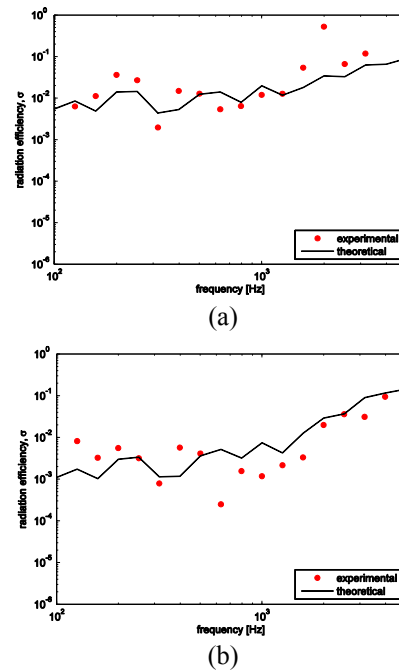 10^0
10^-1
10^-2
10^-3
10^-4
10^-5
10^-6
radiation efficiency, σ
experimental
theoretical
10^2
10^3
frequency [Hz]
(a)
10^0
10^-1
10^-2
10^-3
10^-4
10^-5
10^-6
radiation efficiency, σ
experimental
theoretical
10^2
10^3
frequency [Hz]
(b)